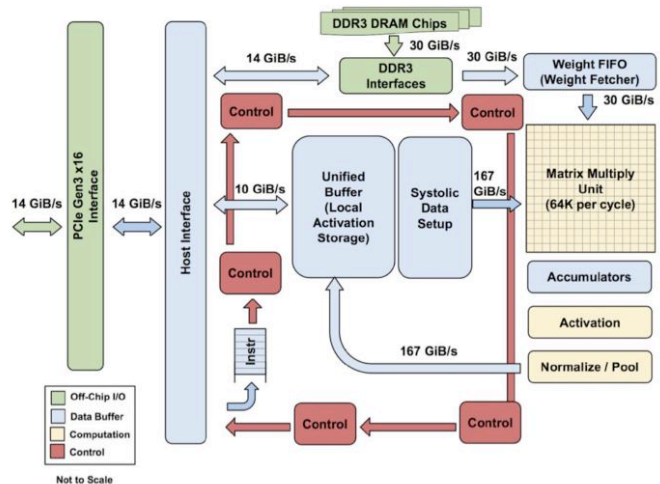 DDR3 DRAM Chips
30 GiB/s
14 GiB/s
DDR3
Interfaces
30 GiB/s
Weight FIFO
(Weight Fetcher)
30 GiB/s
Control
Control
PCIe Gen3 x16
Interface
14 GiB/s
14 GiB/s
Host Interface
10 GiB/s
Unified
Buffer
(Local
Activation
Storage)
Systolic
Data
Setup
167
GiB/s
Matrix Multiply
Unit
(64K per cycle)
Control
Accumulators
Activation
Instr
167 GiB/s
Normalize / Pool
Off-Chip I/O
Data Buffer
Computation
Control
Control
Control
Not to Scale